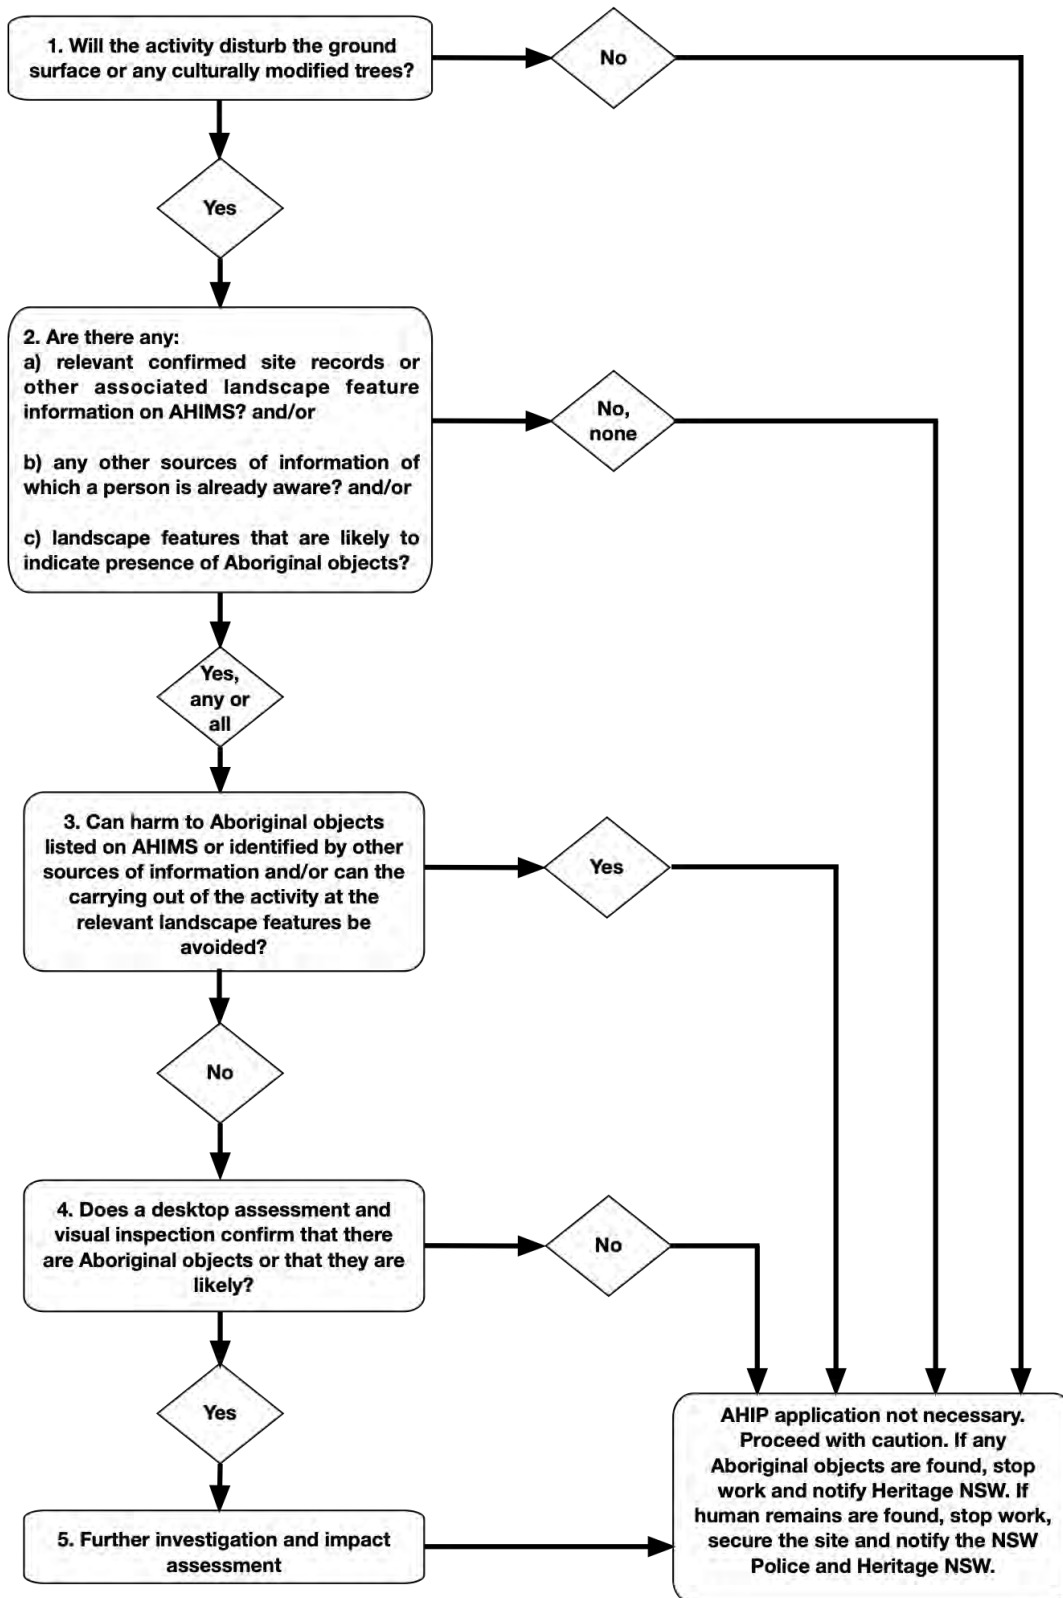 1. Will the activity disturb the ground
surface or any culturally modified trees?
No
Yes
2. Are there any:
a) relevant confirmed site records or
other associated landscape feature
information on AHIMS? and/or
b) any other sources of information of
which a person is already aware? and/or
c) landscape features that are likely to
indicate presence of Aboriginal objects?
No,
none
Yes,
any or
all
3. Can harm to Aboriginal objects
listed on AHIMS or identified by other
sources of information and/or can the
carrying out of the activity at the
relevant landscape features be
avoided?
Yes
No
4. Does a desktop assessment and
visual inspection confirm that there
are Aboriginal objects or that they are
likely?
No
Yes
5. Further investigation and impact
assessment
AHIP application not necessary.
Proceed with caution. If any
Aboriginal objects are found, stop
work and notify Heritage NSW. If
human remains are found, stop work,
secure the site and notify the NSW
Police and Heritage NSW.